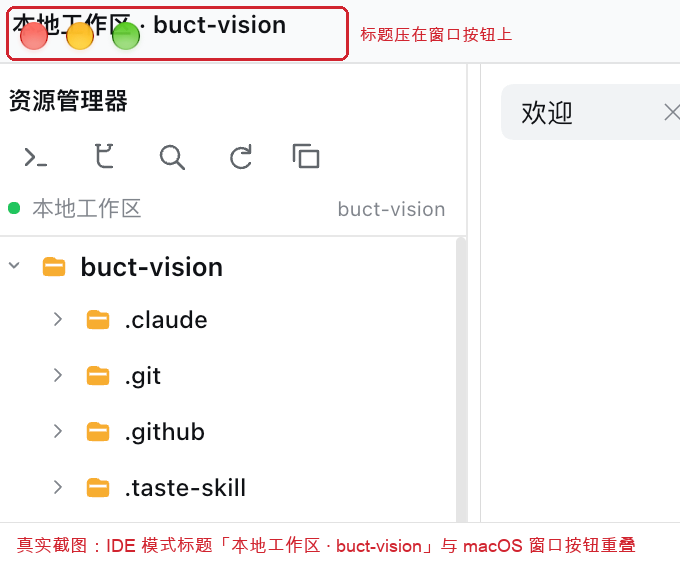 本地工作区 · buct-vision
标题压在窗口按钮上
资源管理器
欢迎
本地工作区 buct-vision
buct-vision
.claude
.git
.github
.taste-skill
真实截图：IDE 模式标题「本地工作区 · buct-vision」与 macOS 窗口按钮重叠